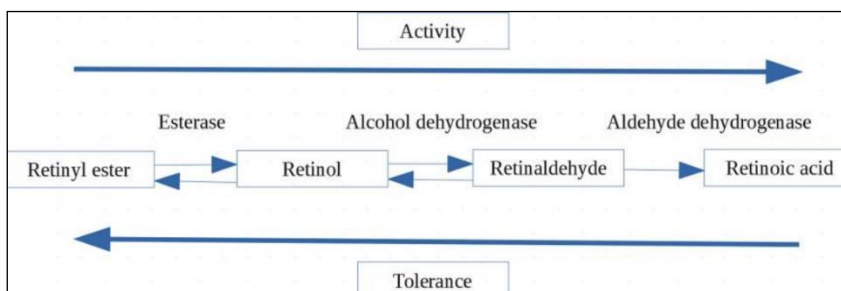 Activity
Esterase Alcohol dehydrogenase Aldehyde dehydrogenase
Retinyl ester Retinol Retinaldehyde Retinoic acid
Tolerance